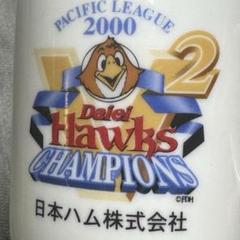 PACIFIC LEAGUE
2000
V2
Daiei
Hawks
CHAMPIONS
©FDH
日本ハム株式会社